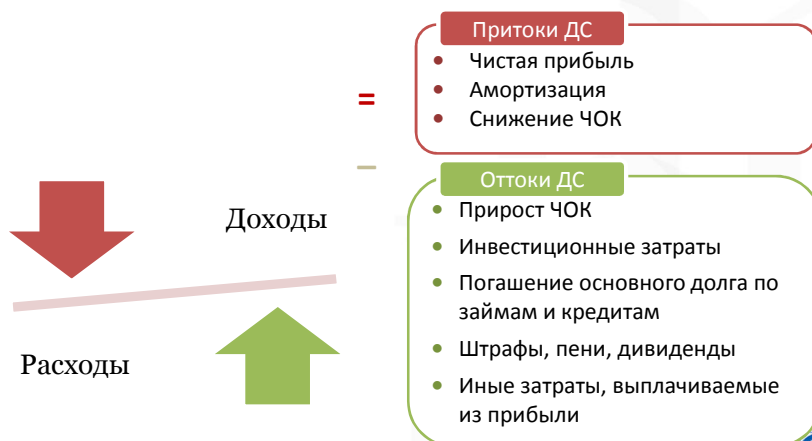 Притоки ДС
• Чистая прибыль
• Амортизация
• Снижение ЧОК
=
–
Оттоки ДС
• Прирост ЧОК
• Инвестиционные затраты
• Погашение основного долга по
займам и кредитам
• Штрафы, пени, дивиденды
• Иные затраты, выплачиваемые
из прибыли
Доходы
Расходы